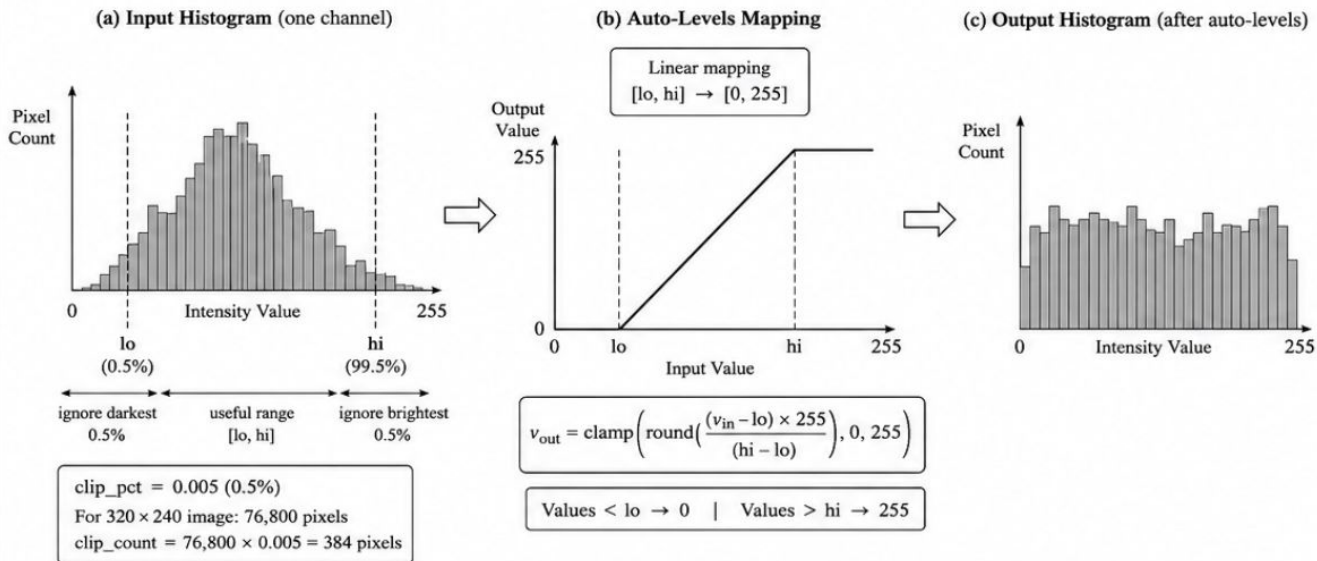 (a) Input Histogram (one channel)
Pixel
Count
0
Intensity Value
255
lo
(0.5%)
hi
(99.5%)
ignore darkest
0.5%
useful range
[lo, hi]
ignore brightest
0.5%
clip_pct = 0.005 (0.5%)
For 320 × 240 image: 76,800 pixels
clip_count = 76,800 × 0.005 = 384 pixels
(b) Auto-Levels Mapping
Linear mapping
[lo, hi] → [0, 255]
Output
Value
255
0
0
lo
hi
255
Input Value
v_out = clamp(round((v_in – lo) × 255 / (hi – lo)), 0, 255)
Values < lo → 0 | Values > hi → 255
(c) Output Histogram (after auto-levels)
Pixel
Count
0
Intensity Value
255